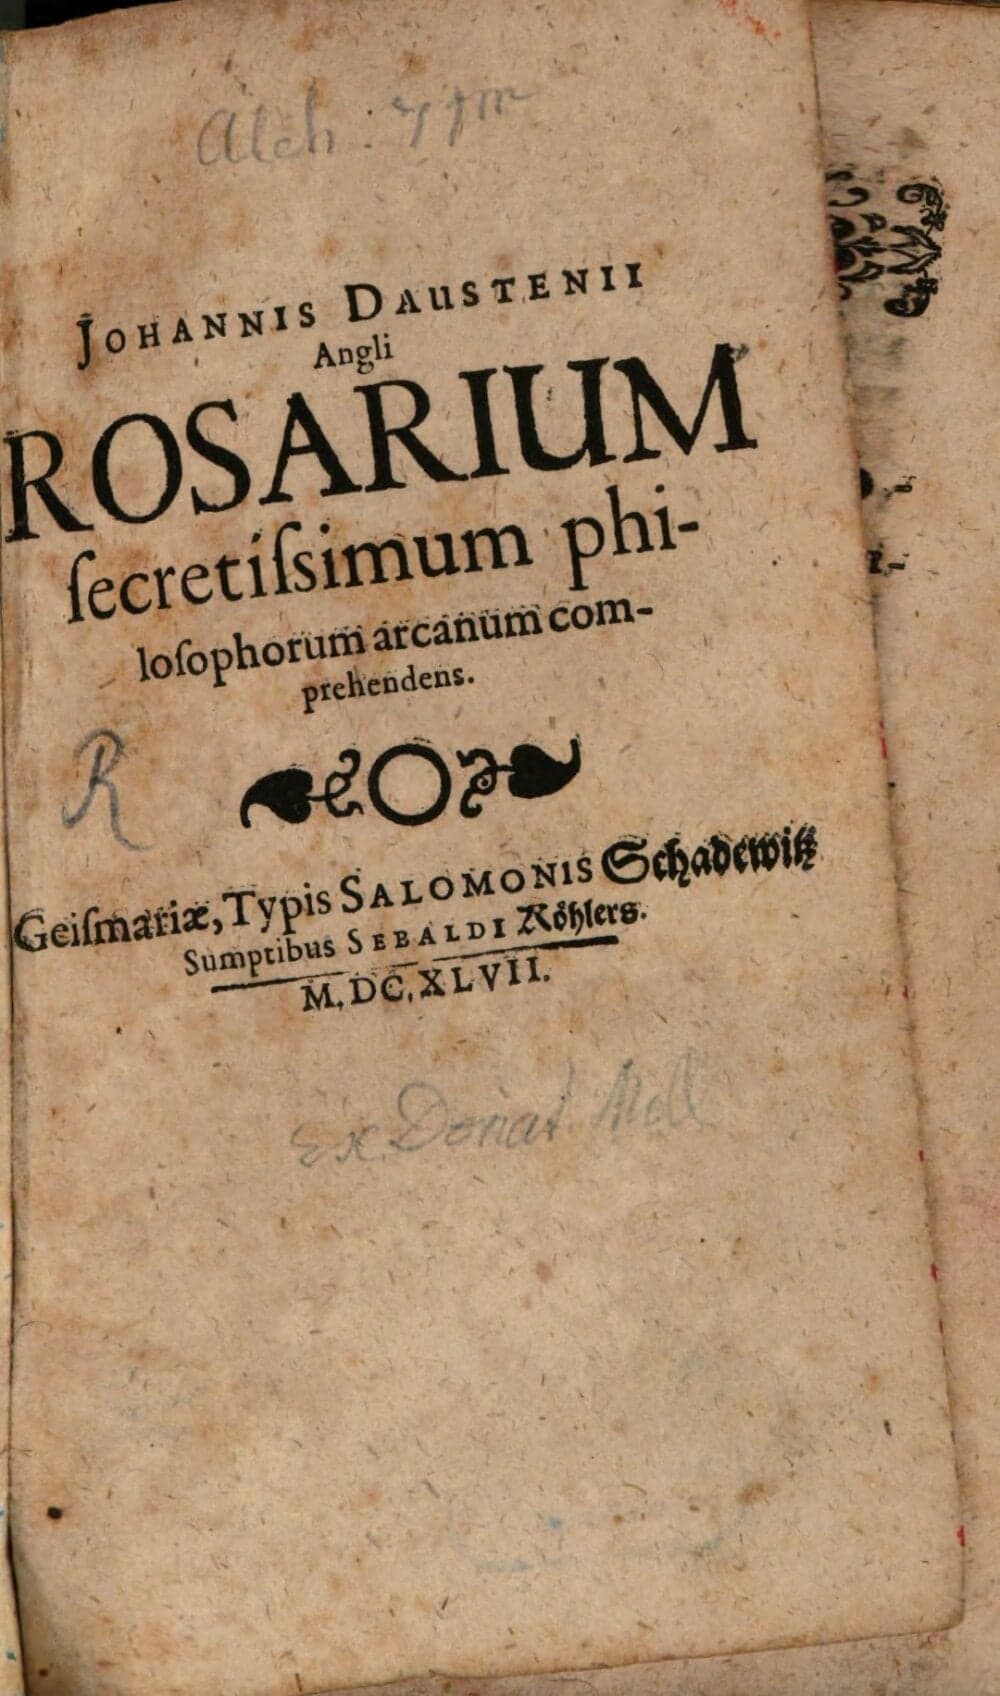 Alch:
JOHANNIS DAUSTENII
Angli
ROSARIUM
ſecretiſsimum phi-
loſophorum arcanum com-
prehendens.
R
Geiſmariæ, Typis SALOMONIS Schadewitz
Sumptibus SEBALDI Köhlers.
M, DC, XLVII.
Ex Donat. Moll